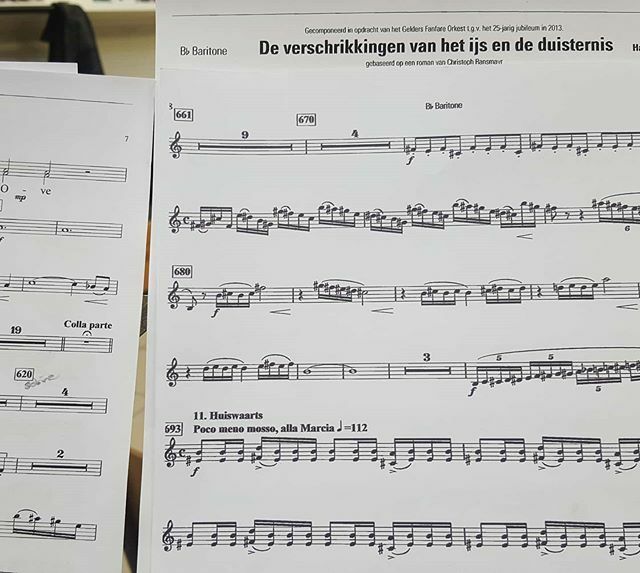 7
O - ve
mp
f
19
Colla parte
620
4
2
Gecomponeerd in opdracht van het Gelders Fanfare Orkest t.g.v. het 25-jarig jubileum in 2013.
B♭ Baritone
De verschrikkingen van het ijs en de duisternis
Ha
gebaseerd op een roman van Christoph Ransmayr
B♭ Baritone
661
9
670
4
f
6
680
f
3
5
5
f
5
11. Huiswaarts
693
Poco meno mosso, alla Marcia ♩=112
f